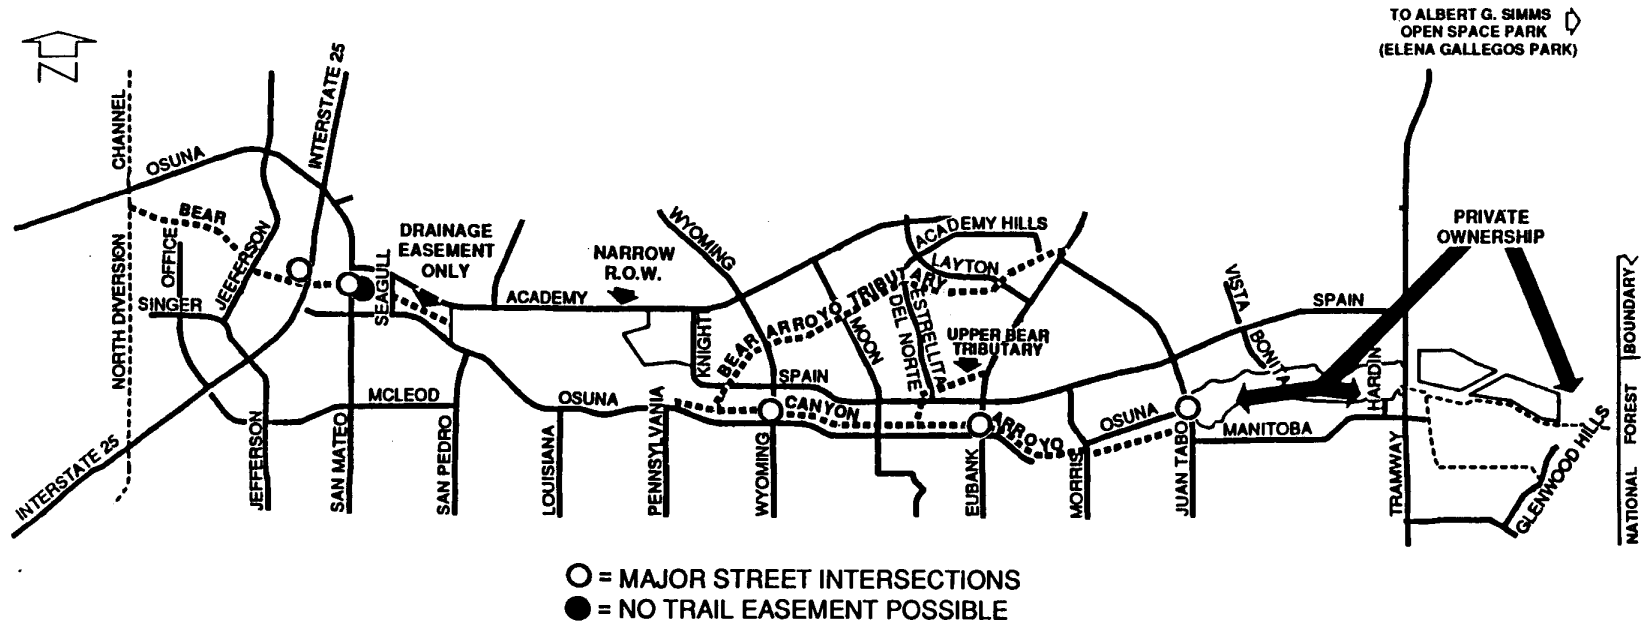 TO ALBERT G. SIMMS
OPEN SPACE PARK
(ELENA GALLEGOS PARK)
N
INTERSTATE 25
CHANNEL
OSUNA
BEAR
OFFICE
JEFFERSON
NORTH DIVERSION
SINGER
DRAINAGE
EASEMENT
ONLY
SEAGULL
NARROW
R.O.W.
ACADEMY
WYOMING
ACADEMY HILLS
LAYTON
BEAR ARROYO TRIBUTARY
ESTRELLITA
DEL NORTE
MOON
KNIGHT
UPPER BEAR
TRIBUTARY
PRIVATE
OWNERSHIP
VISTA
BONITA
SPAIN
HARDIN
BOUNDARY
FOREST
NATIONAL
SPAIN
MCLEOD
OSUNA
CANYON
ARROYO
OSUNA
MANITOBA
INTERSTATE 25
JEFFERSON
SAN MATEO
SAN PEDRO
LOUISIANA
PENNSYLVANIA
WYOMING
EUBANK
MORRIS
JUAN TABO
TRAMWAY
GLENWOOD HILLS
= MAJOR STREET INTERSECTIONS
= NO TRAIL EASEMENT POSSIBLE